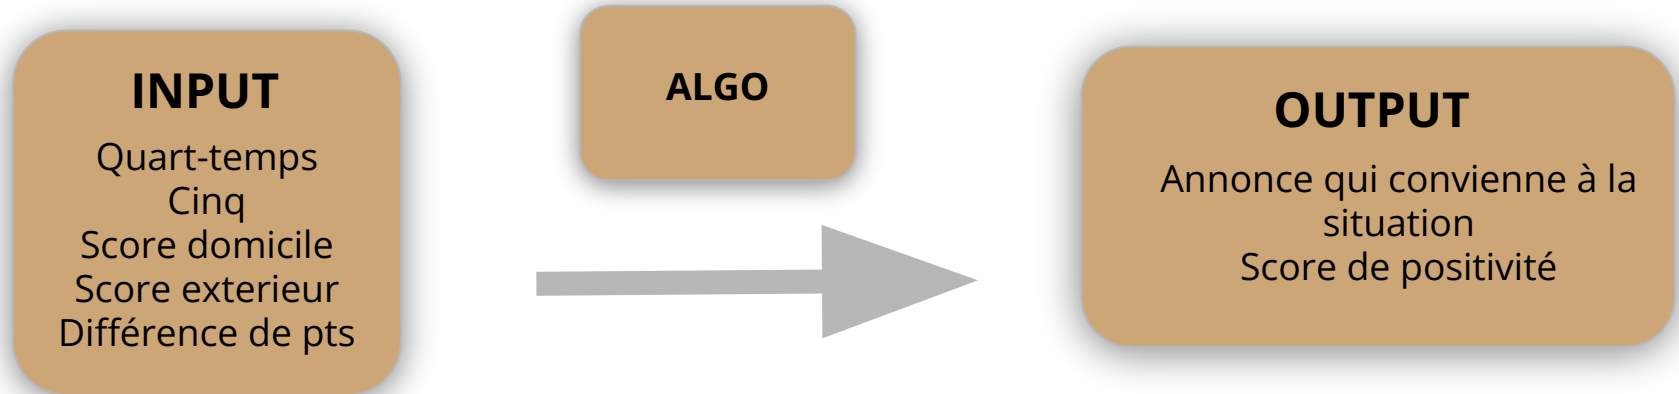 INPUT
Quart-temps
Cinq
Score domicile
Score exterieur
Différence de pts
ALGO
OUTPUT
Annonce qui convienne à la
situation
Score de positivité